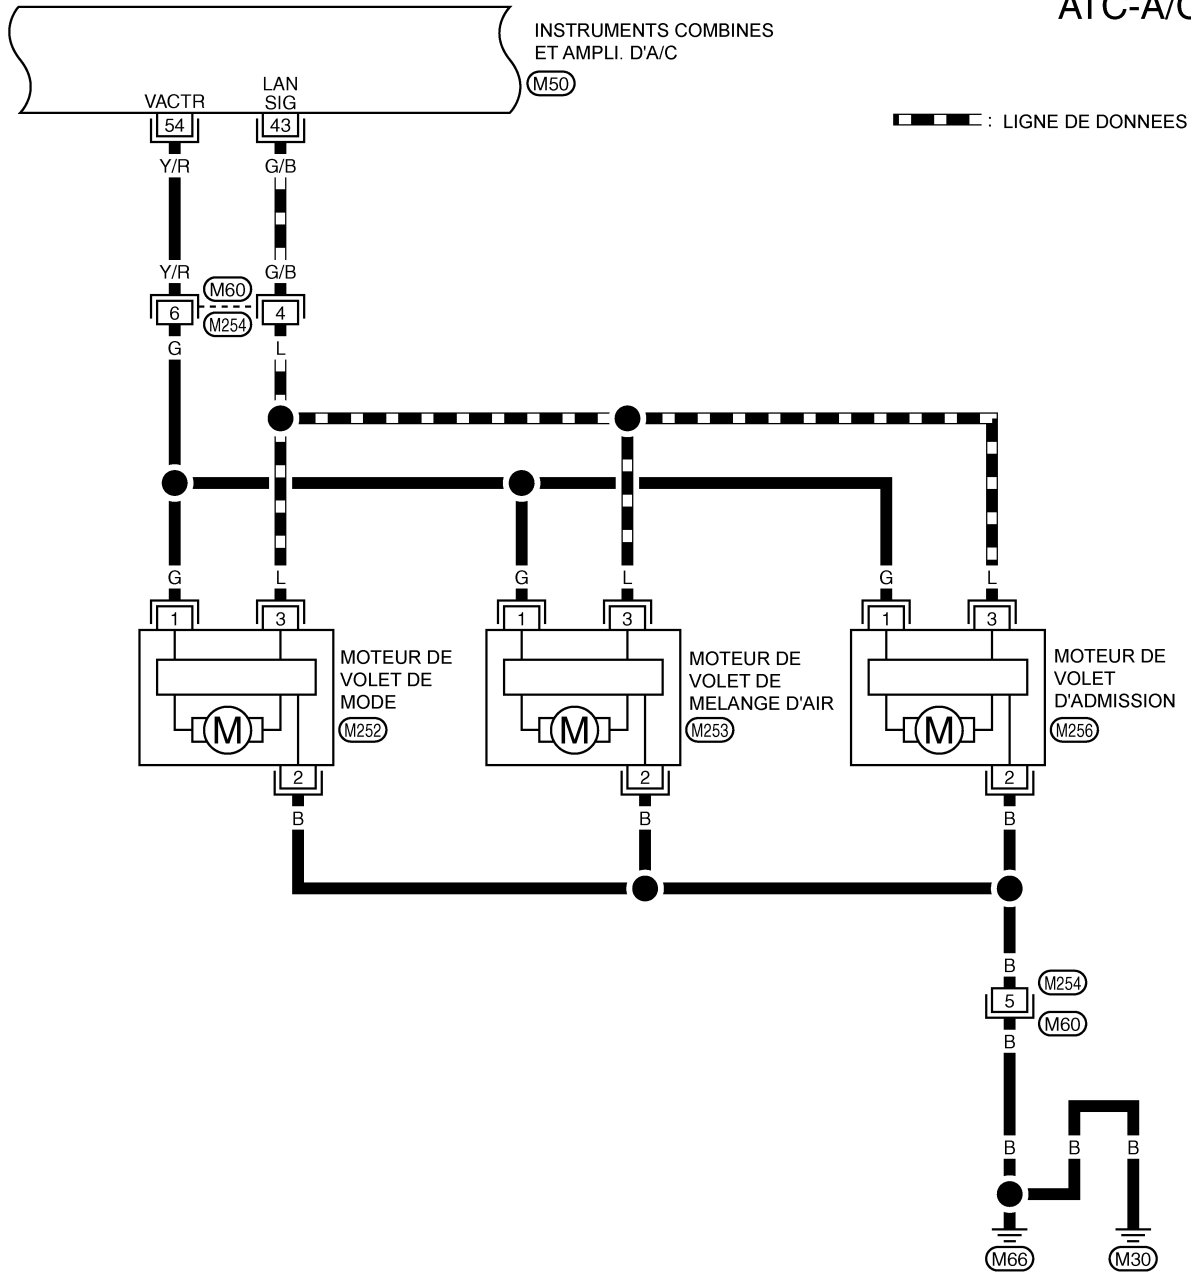 ATC-A/C
INSTRUMENTS COMBINES
ET AMPLI. D'A/C
M50
VACTR
LAN
SIG
54
43
: LIGNE DE DONNEES
Y/R
G/B
Y/R
G/B
M60
6
4
M254
G
L
G
L
G
L
G
L
1
3
1
3
1
3
MOTEUR DE
VOLET DE
MODE
M252
MOTEUR DE
VOLET DE
MELANGE D'AIR
M253
MOTEUR DE
VOLET
D'ADMISSION
M256
M
M
M
2
2
2
B
B
B
B
M254
5
M60
B
B
B
B
M66
M30